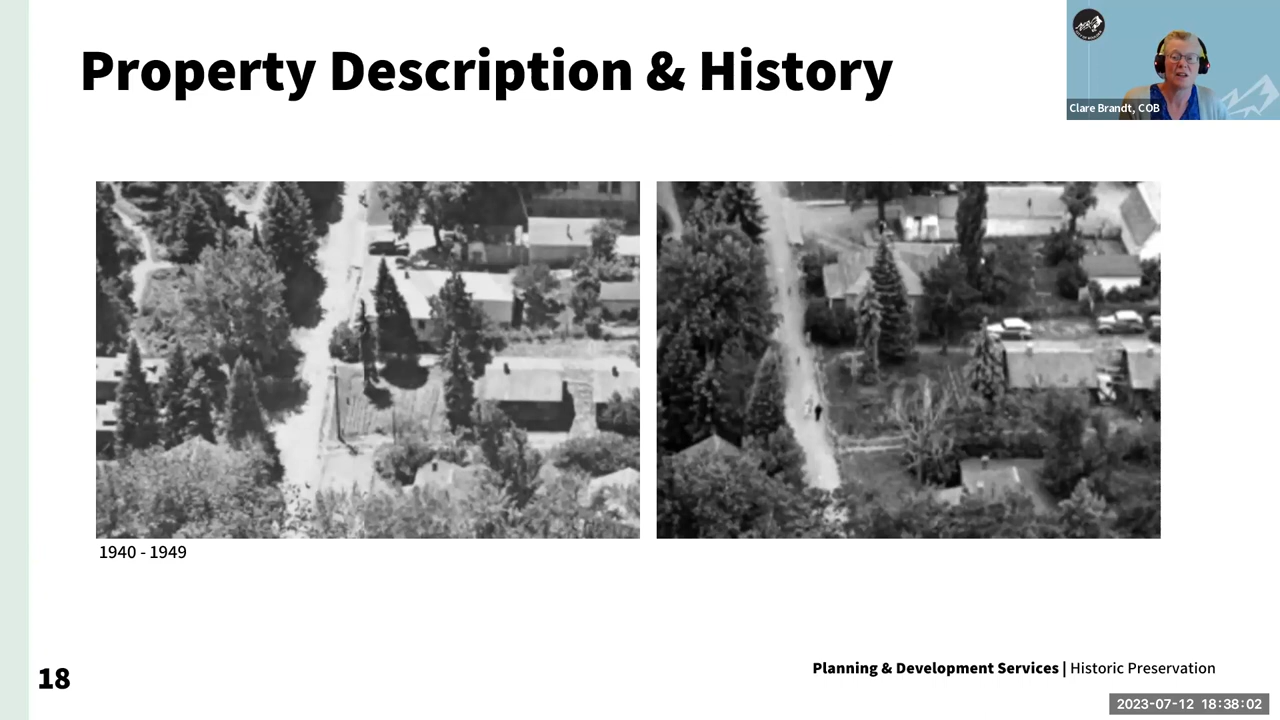 Property Description & History
Clare Brandt, COB
1940 - 1949
18
Planning & Development Services | Historic Preservation
2023-07-12 18:38:02